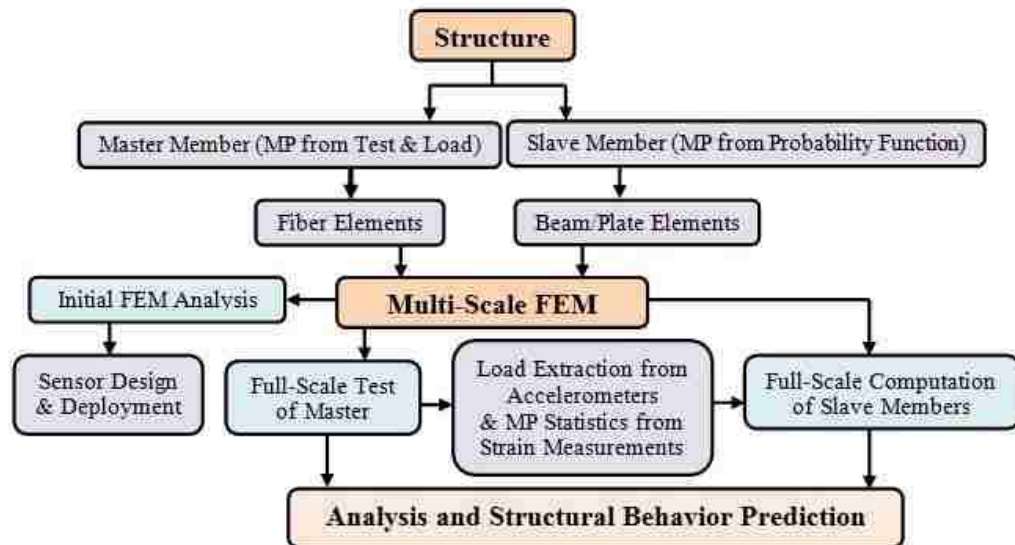 Structure
Master Member (MP from Test & Load)
Slave Member (MP from Probability Function)
Fiber Elements
Beam/Plate Elements
Initial FEM Analysis
Multi-Scale FEM
Sensor Design
& Deployment
Full-Scale Test
of Master
Load Extraction from
Accelerometers
& MP Statistics from
Strain Measurements
Full-Scale Computation
of Slave Members
Analysis and Structural Behavior Prediction